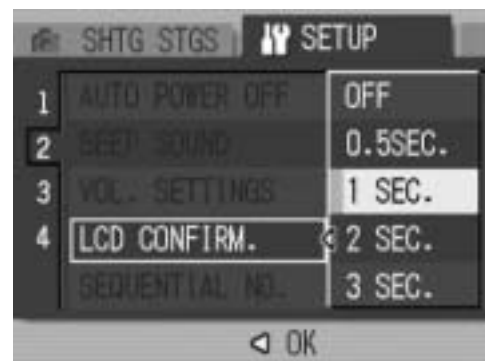 SHTG STGS SETUP
1 AUTO POWER OFF OFF
2 BEEP SOUND 0.5SEC.
3 VOL. SETTINGS 1 SEC.
4 LCD CONFIRM. 2 SEC.
SEQUENTIAL NO. 3 SEC.
OK